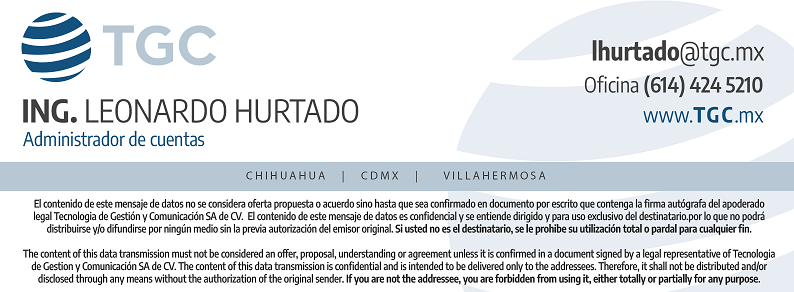 TGC
lhurtado@tgc.mx
Oficina (614) 424 5210
www.TGC.mx
ING. LEONARDO HURTADO
Administrador de cuentas
CHIHUAHUA | CDMX | VILLAHERMOSA
El contenido de este mensaje de datos no se considera oferta propuesta o acuerdo sino hasta que sea confirmado en documento por escrito que contenga la firma autógrafa del apoderado
legal Tecnologia de Gestión y Comunicación SA de CV. El contenido de este mensaje de datos es confidencial y se entiende dirigido y para uso exclusivo del destinatario.por lo que no podrá
distribuirse y/o difundirse por ningún medio sin la previa autorización del emisor original. Si usted no es el destinatario, se le prohibe su utilización total o pardal para cualquier fin.
The content of this data transmission must not be considered an offer, proposal, understanding or agreement unless it is confirmed in a document signed by a legal representative of Tecnologia
de Gestion y Comunicación SA de CV. The content of this data transmission is confidential and is intended to be delivered only to the addressees. Therefore, it shall not be distributed and/or
disclosed through any means without the authorization of the original sender. If you are not the addressee, you are forbidden from using it, either totally or partially for any purpose.